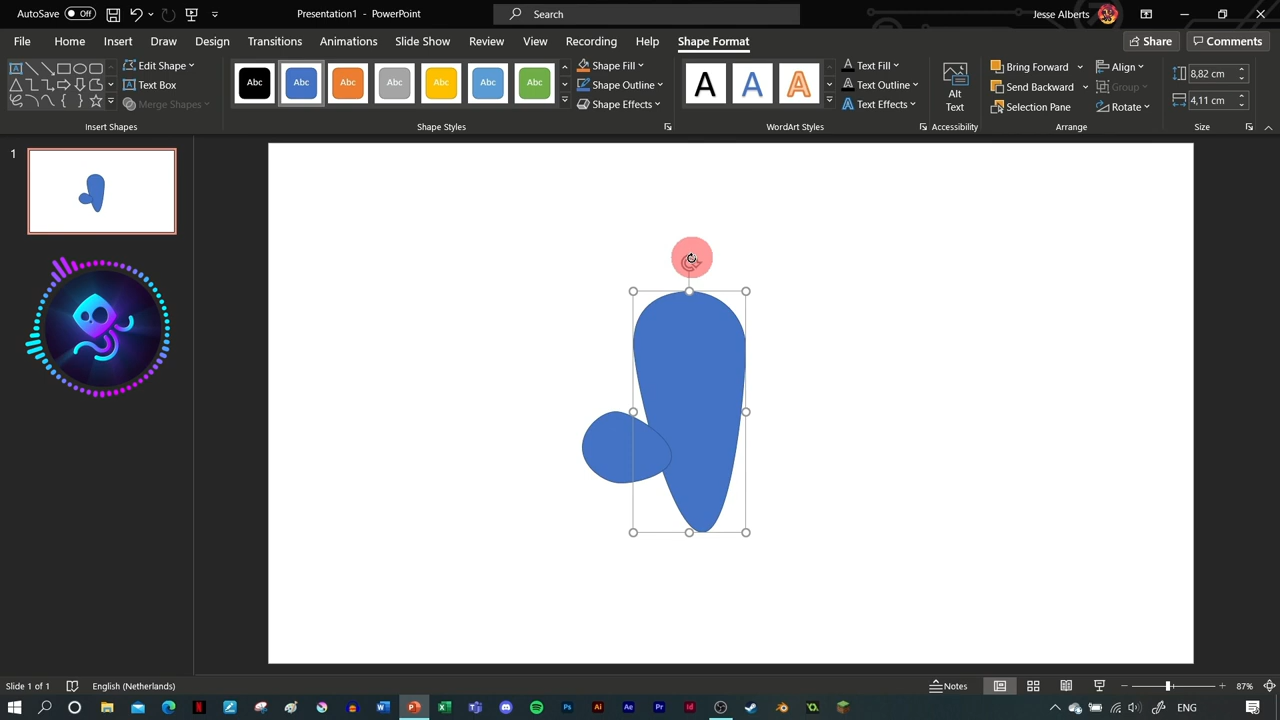 AutoSave Off Presentation1 - PowerPoint Search Jesse Alberts
File Home Insert Draw Design Transitions Animations Slide Show Review View Recording Help Shape Format Share Comments
Edit Shape
Text Box
Merge Shapes
Insert Shapes
Abc Abc Abc Abc Abc Abc Abc
Shape Fill
Shape Outline
Shape Effects
Shape Styles
A A A
Text Fill
Text Outline
Text Effects
WordArt Styles
Alt
Text
Accessibility
Bring Forward
Send Backward
Selection Pane
Align
Group
Rotate
Arrange
8,82 cm
4,11 cm
Size
1
Slide 1 of 1 English (Netherlands) Notes 87%
ENG